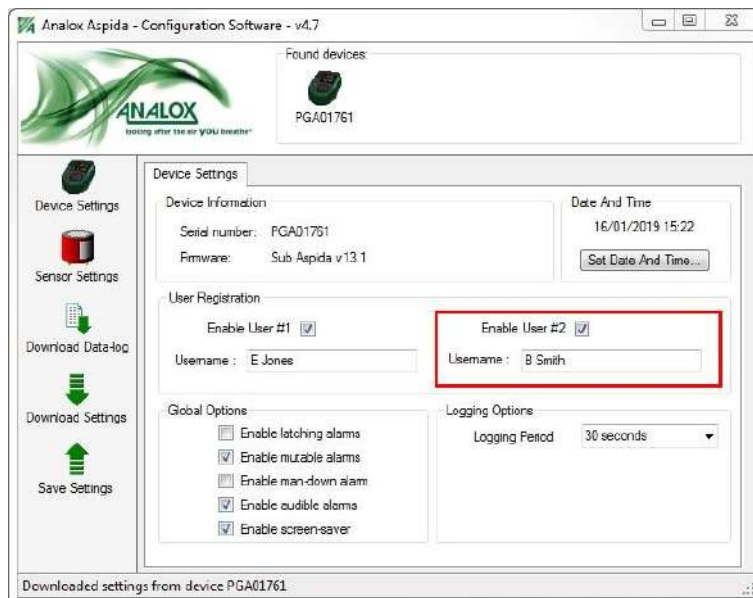 Analox Aspida - Configuration Software - v4.7
Found devices:
ANALOX
looking after the air YOU breathe
PGA01761
Device Settings
Sensor Settings
Download Data-log
Download Settings
Save Settings
Device Settings
Device Information
Serial number: PGA01761
Firmware: Sub Aspida v13.1
Date And Time
16/01/2019 15:22
Set Date And Time...
User Registration
Enable User #1
Username : E Jones
Enable User #2
Username : B Smith
Global Options
Enable latching alarms
Enable mutable alarms
Enable man-down alarm
Enable audible alarms
Enable screen-saver
Logging Options
Logging Period 30 seconds
Downloaded settings from device PGA01761